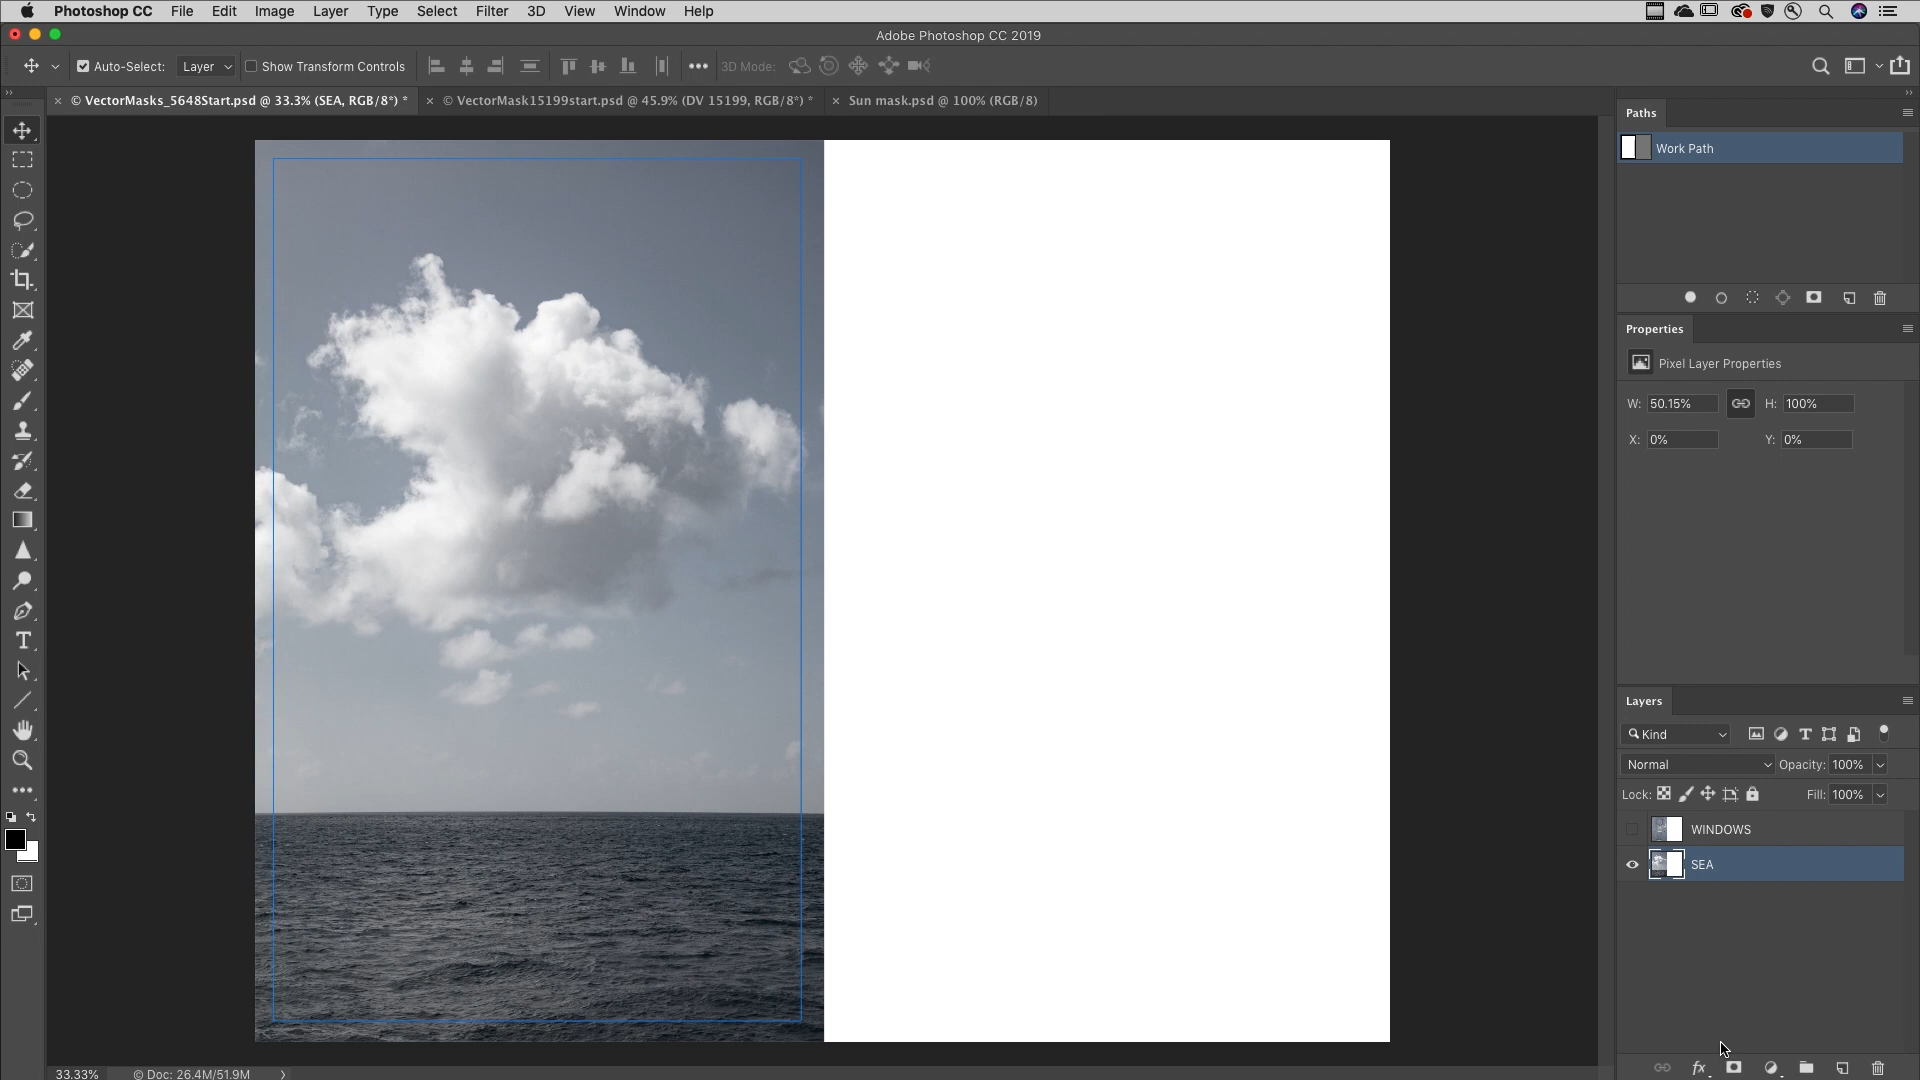 Photoshop CC File Edit Image Layer Type Select Filter 3D View Window Help
Adobe Photoshop CC 2019
Auto-Select: Layer Show Transform Controls 3D Mode:
© VectorMasks_5648Start.psd @ 33.3% (SEA, RGB/8*) * © VectorMask15199start.psd @ 45.9% (DV 15199, RGB/8*) * Sun mask.psd @ 100% (RGB/8)
Paths
Work Path
Properties
Pixel Layer Properties
W: 50.15% H: 100%
X: 0% Y: 0%
Layers
Kind
Normal Opacity: 100%
Lock: Fill: 100%
WINDOWS
SEA
fx
33.33% © Doc: 26.4M/51.9M